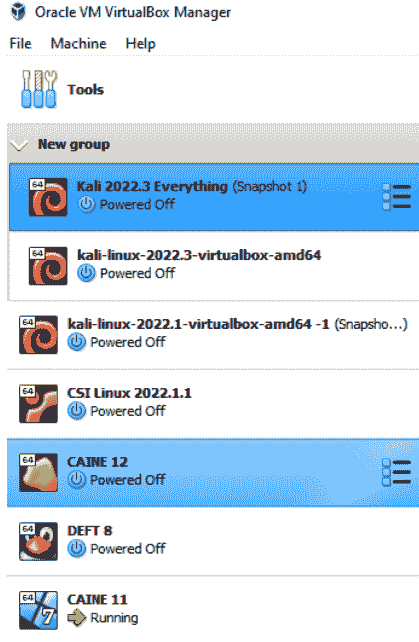 Oracle VM VirtualBox Manager
File Machine Help
Tools
New group
64 Kali 2022.3 Everything (Snapshot 1)
Powered Off
64 kali-linux-2022.3-virtualbox-amd64
Powered Off
64 kali-linux-2022.1-virtualbox-amd64 -1 (Snapsho...)
Powered Off
64 CSI Linux 2022.1.1
Powered Off
64 CAINE 12
Powered Off
64 DEFT 8
Powered Off
64 7 CAINE 11
Running